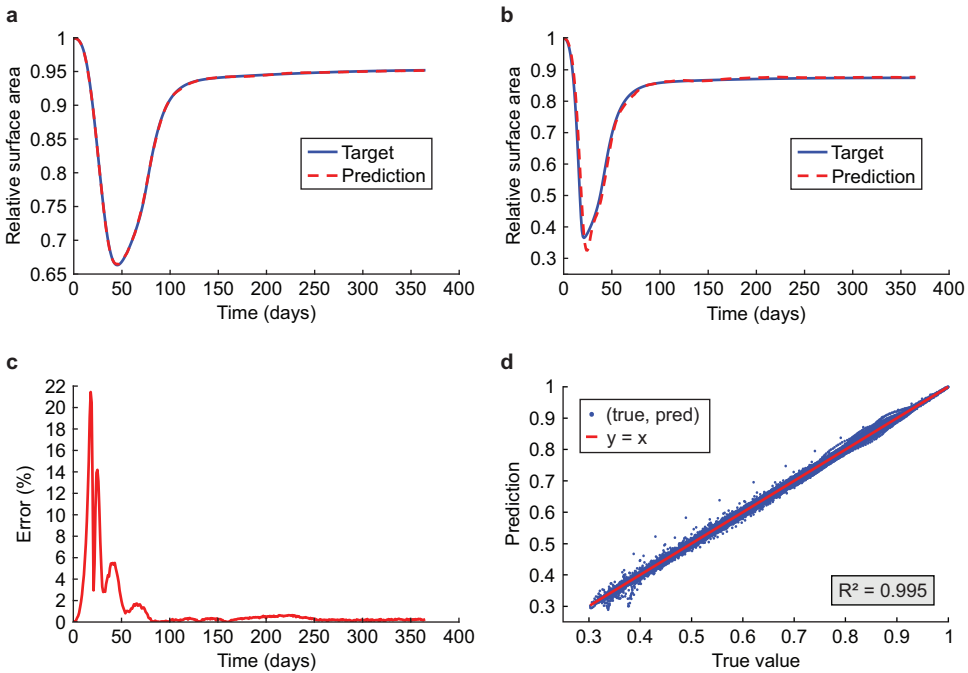 a
1
0.95
0.9
0.85
0.8
0.75
0.7
0.65
Relative surface area
Target
Prediction
0 50 100 150 200 250 300 350 400
Time (days)
b
1
0.9
0.8
0.7
0.6
0.5
0.4
0.3
Relative surface area
Target
Prediction
0 50 100 150 200 250 300 350 400
Time (days)
c
22
20
18
16
14
12
10
8
6
4
2
0
Error (%)
0 50 100 150 200 250 300 350 400
Time (days)
d
1
0.9
0.8
0.7
0.6
0.5
0.4
0.3
Prediction
(true, pred)
y = x
R² = 0.995
0.3 0.4 0.5 0.6 0.7 0.8 0.9 1
True value